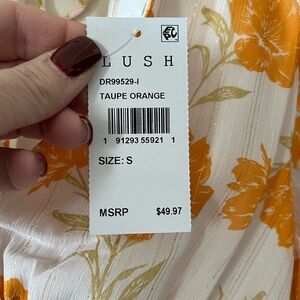 LUSH
DR99529-I
TAUPE ORANGE
1 91293 55921 1
SIZE: S
MSRP $49.97